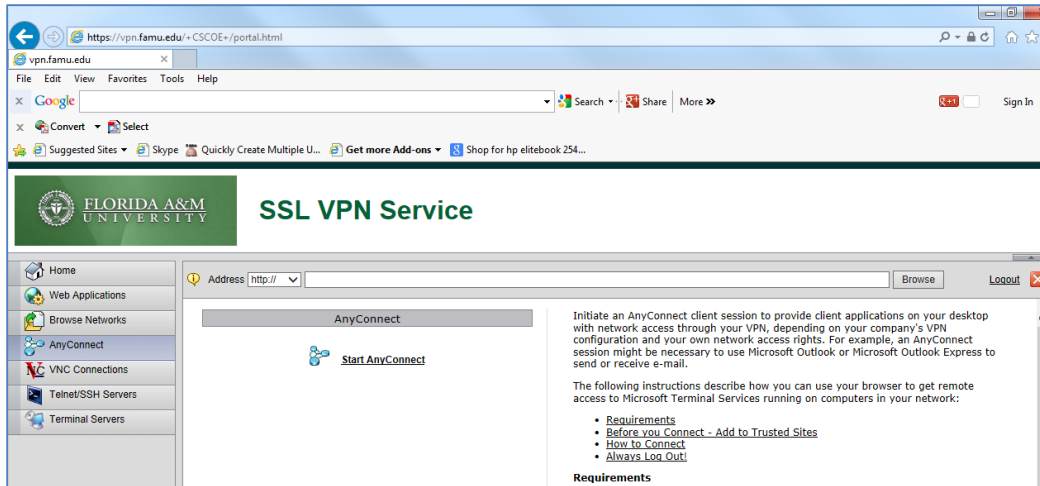 https://vpn.famu.edu/+CSCOE+/portal.html
vpn.famu.edu
File Edit View Favorites Tools Help
x Google Search Share More » g+1 Sign In
x Convert Select
Suggested Sites Skype Quickly Create Multiple U... Get more Add-ons Shop for hp elitebook 254...
FLORIDA A&M
UNIVERSITY
SSL VPN Service
Home
Web Applications
Browse Networks
AnyConnect
VNC Connections
Telnet/SSH Servers
Terminal Servers
Address http:// Browse Logout
AnyConnect
Start AnyConnect
Initiate an AnyConnect client session to provide client applications on your desktop
with network access through your VPN, depending on your company's VPN
configuration and your own network access rights. For example, an AnyConnect
session might be necessary to use Microsoft Outlook or Microsoft Outlook Express to
send or receive e-mail.
The following instructions describe how you can use your browser to get remote
access to Microsoft Terminal Services running on computers in your network:
• Requirements
• Before you Connect - Add to Trusted Sites
• How to Connect
• Always Log Out!
Requirements